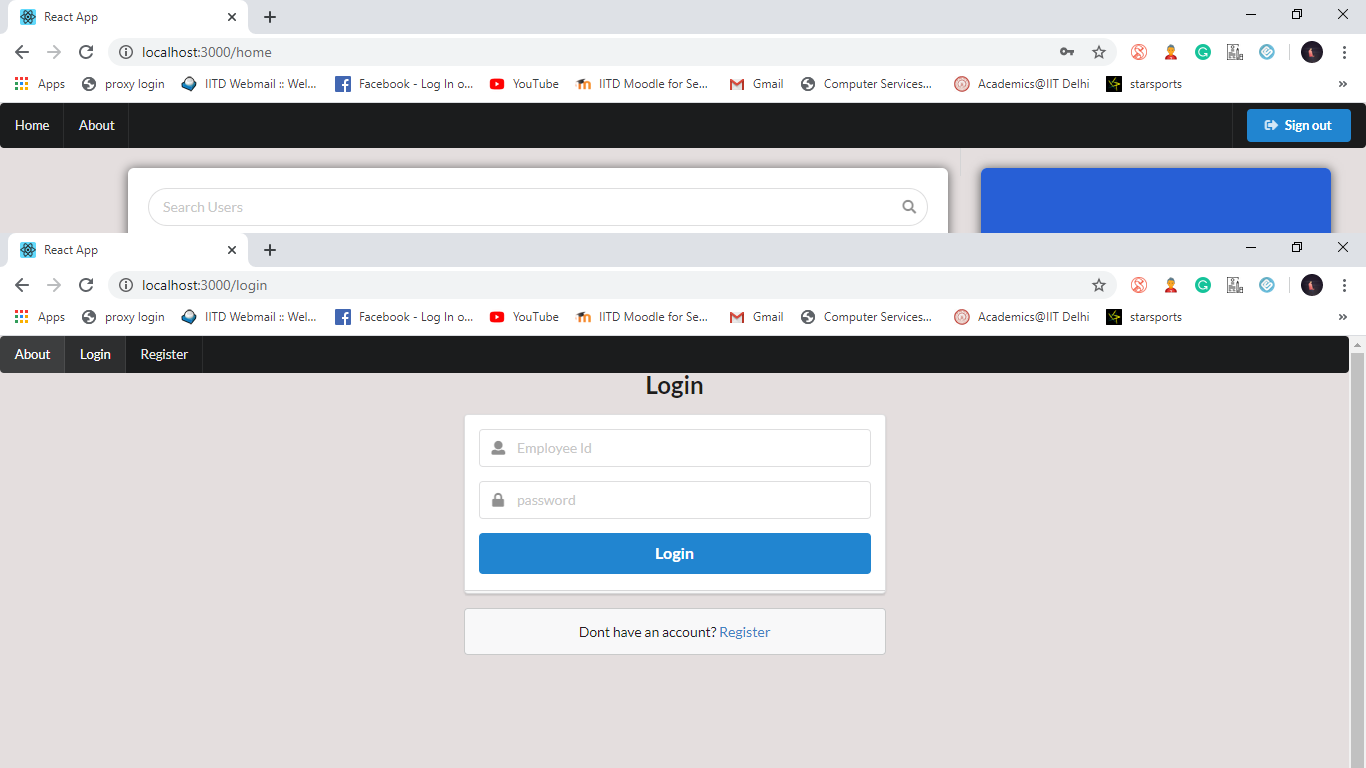 React App
localhost:3000/home
Apps proxy login IITD Webmail :: Wel... Facebook - Log In o... YouTube IITD Moodle for Se... Gmail Computer Services... Academics@IIT Delhi starsports »
Home About Sign out
Search Users
React App
localhost:3000/login
Apps proxy login IITD Webmail :: Wel... Facebook - Log In o... YouTube IITD Moodle for Se... Gmail Computer Services... Academics@IIT Delhi starsports »
About Login Register
Login
Employee Id
password
Login
Dont have an account? Register